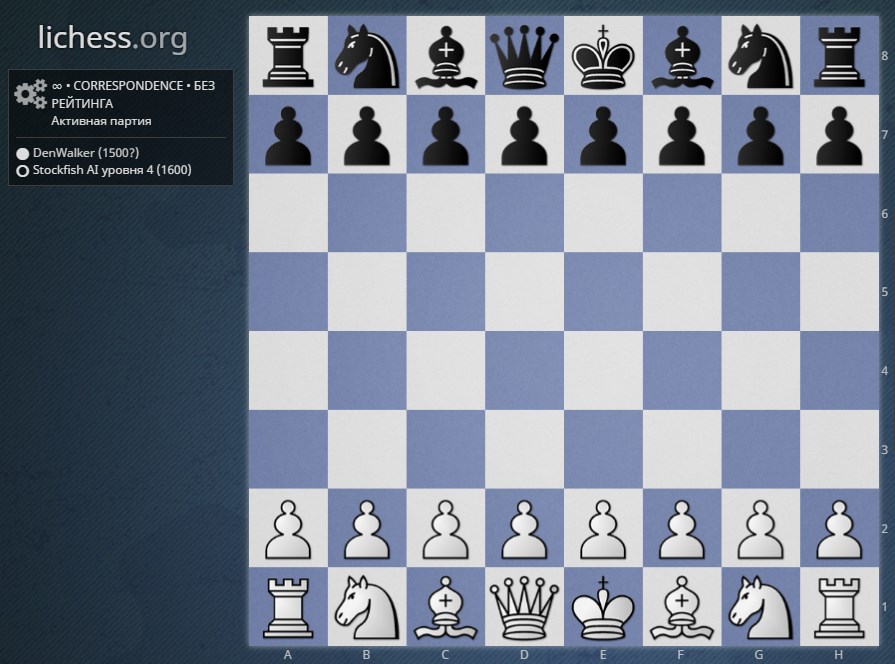 lichess.org
∞ • CORRESPONDENCE • БЕЗ
РЕЙТИНГА
Активная партия
DenWalker (1500?)
Stockfish AI уровня 4 (1600)
8
7
6
5
4
3
2
1
A B C D E F G H